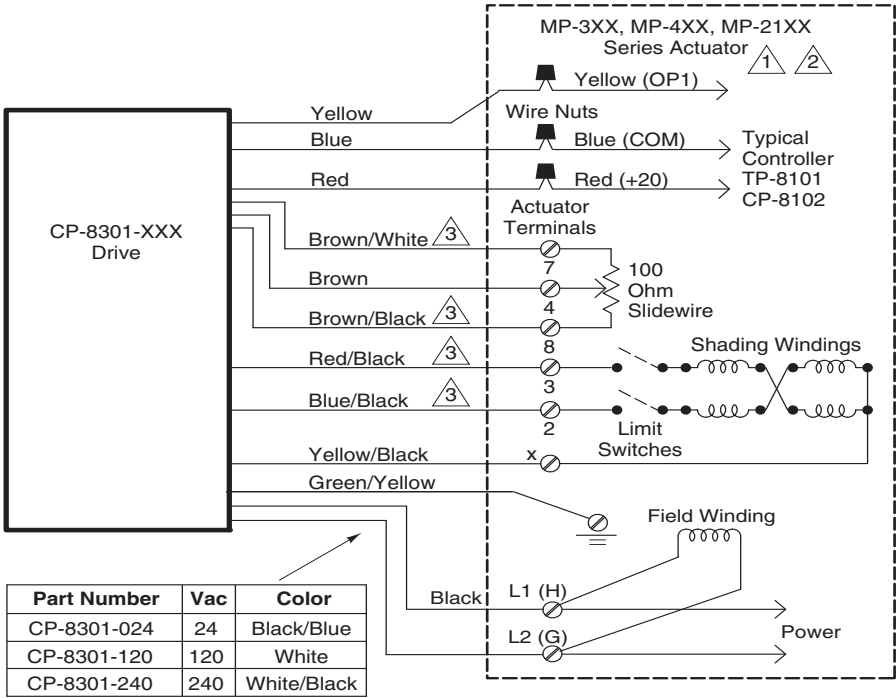 MP-3XX, MP-4XX, MP-21XX
Series Actuator
1
2
Yellow (OP1)
Wire Nuts
Yellow
Blue
Blue (COM)
Typical
Controller
TP-8101
CP-8102
Red
Red (+20)
Actuator
Terminals
CP-8301-XXX
Drive
Brown/White
3
7
Brown
4
100
Ohm
Slidewire
Brown/Black
3
8
Shading Windings
Red/Black
3
3
Blue/Black
3
2
Limit
Switches
Yellow/Black
x
Green/Yellow
Field Winding
Black
L1 (H)
L2 (G)
Power
Part Number Vac Color
CP-8301-024 24 Black/Blue
CP-8301-120 120 White
CP-8301-240 240 White/Black